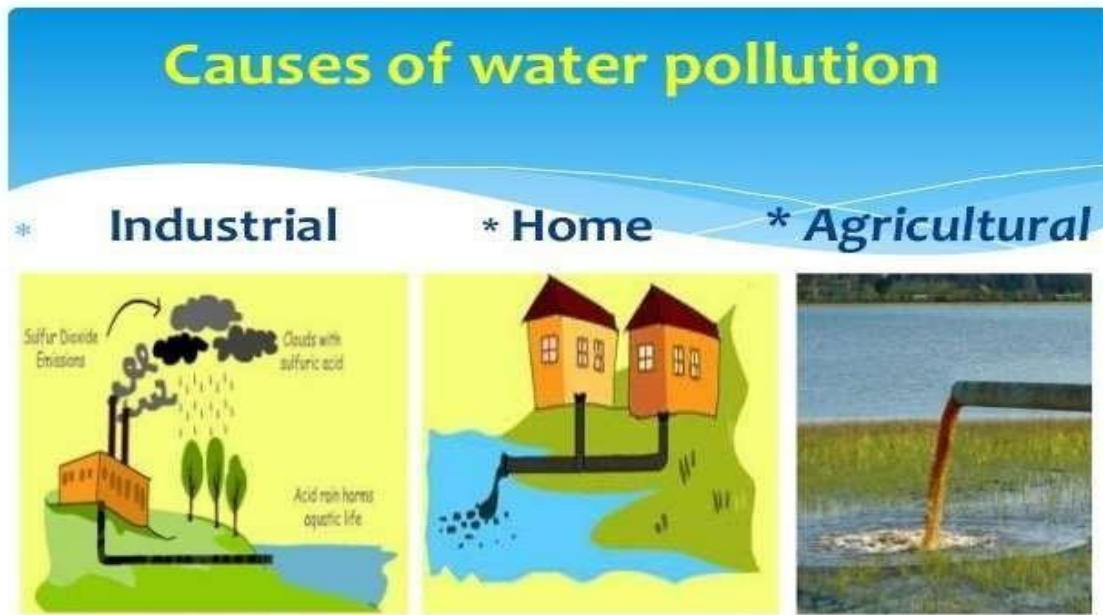 Causes of water pollution
* Industrial
* Home
* Agricultural
Sulfur Dioxide
Emissions
Clouds with
sulfuric acid
Acid rain harms
aquatic life